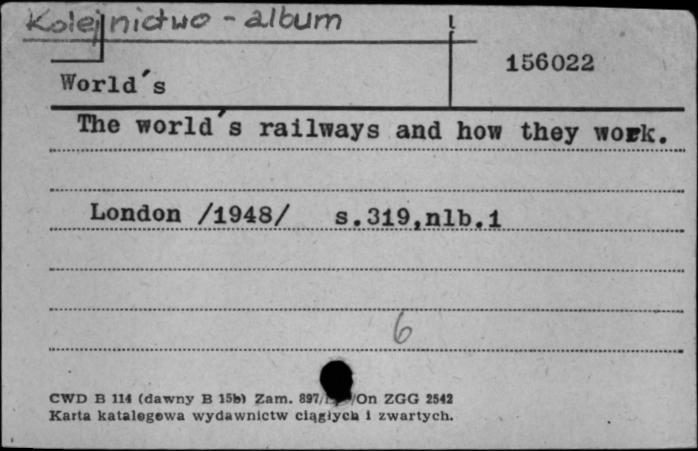 Kolejnictwo - album
156022
World's
The world's railways and how they work.
London /1948/ s.319,nlb.1
6
CWD B 114 (dawny B 15b) Zam. 897/ /On ZGG 2542
Karta katalogowa wydawnictw ciągłych i zwartych.